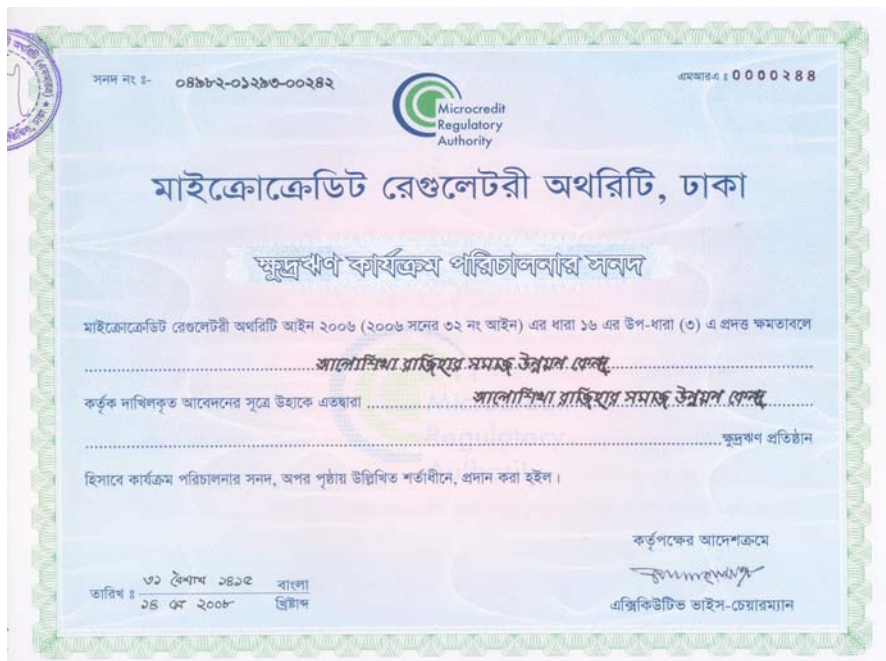 সনদ নং ঃ- ০৪৯৮২-০১২৯৩-০০২৪২
এমআরএ ঃ 0000২৪৪
Microcredit
Regulatory
Authority
মাইক্রোক্রেডিট রেগুলেটরী অথরিটি, ঢাকা
ক্ষুদ্রঋণ কার্যক্রম পরিচালনার সনদ
মাইক্রোক্রেডিট রেগুলেটরী অথরিটি আইন ২০০৬ (২০০৬ সনের ৩২ নং আইন) এর ধারা ১৬ এর উপ-ধারা (৩) এ প্রদত্ত ক্ষমতাবলে
আলোশিখা রাজিহার সমাজ উন্নয়ন কেন্দ্র
কর্তৃক দাখিলকৃত আবেদনের সূত্রে উহাকে এতদ্বারা আলোশিখা রাজিহার সমাজ উন্নয়ন কেন্দ্র
ক্ষুদ্রঋণ প্রতিষ্ঠান
হিসাবে কার্যক্রম পরিচালনার সনদ, অপর পৃষ্ঠায় উল্লিখিত শর্তাধীনে, প্রদান করা হইল।
কর্তৃপক্ষের আদেশক্রমে
তারিখ ঃ ৩১ বৈশাখ ১৪১৫ বাংলা
১৪ মে ২০০৮ খ্রিষ্টাব্দ
এক্সিকিউটিভ ভাইস-চেয়ারম্যান